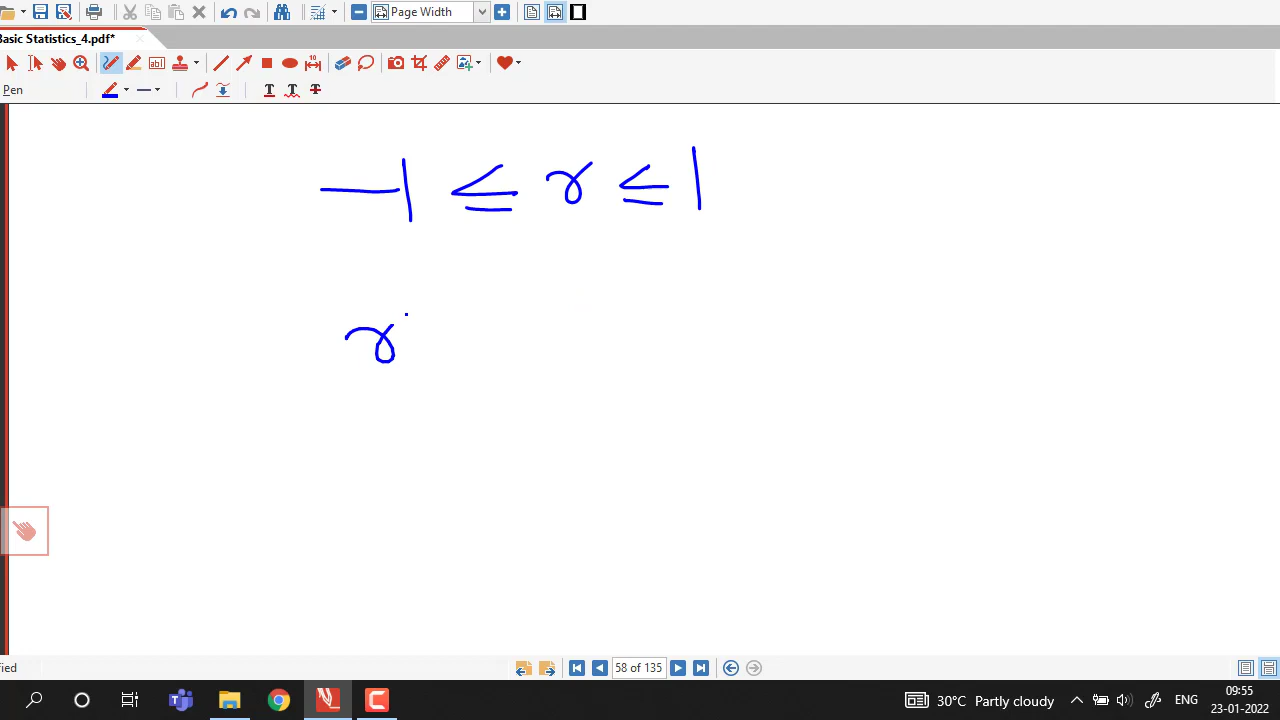 Page Width
Basic Statistics_4.pdf*
Pen
-1 ≤ r ≤ 1
r
fied
58 of 135
30°C Partly cloudy
ENG
09:55
23-01-2022